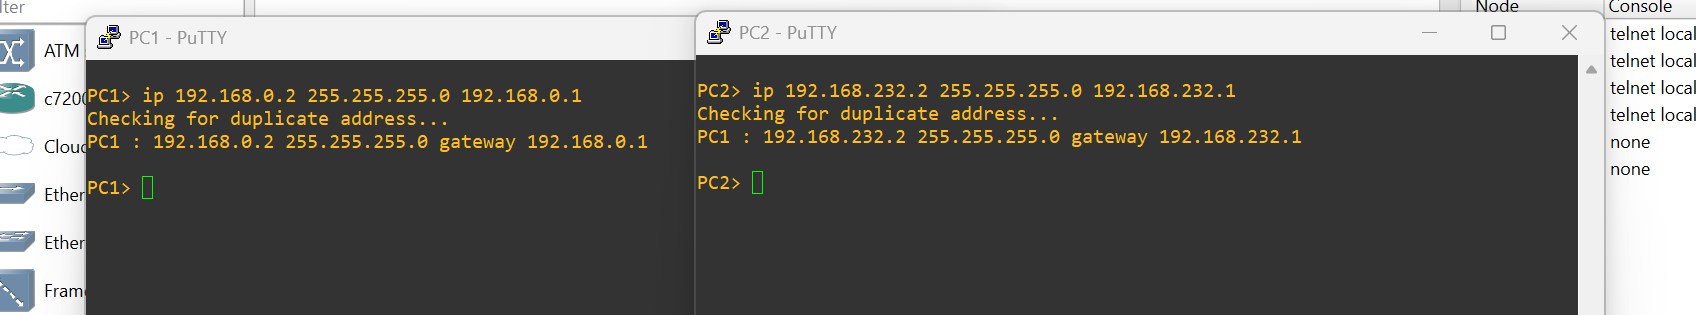 lter
Node
Console
ATM
c7200
Cloud
Ether
Ether
Fram
PC1 - PuTTY
PC1> ip 192.168.0.2 255.255.255.0 192.168.0.1
Checking for duplicate address...
PC1 : 192.168.0.2 255.255.255.0 gateway 192.168.0.1
PC1>
PC2 - PuTTY
PC2> ip 192.168.232.2 255.255.255.0 192.168.232.1
Checking for duplicate address...
PC1 : 192.168.232.2 255.255.255.0 gateway 192.168.232.1
PC2>
telnet local
telnet local
telnet local
telnet local
none
none